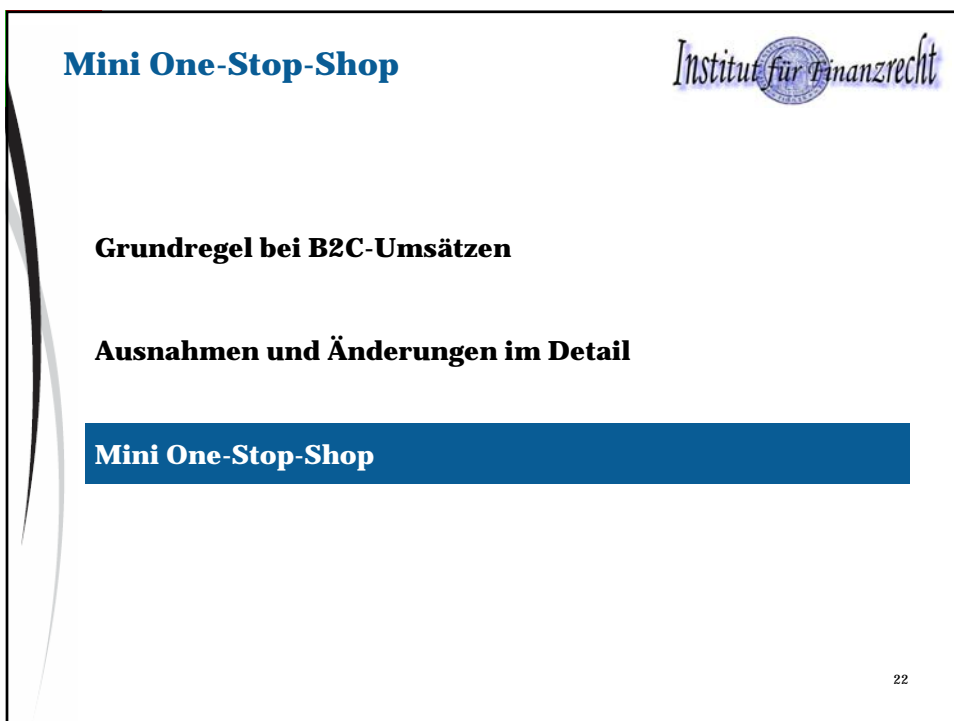 Mini One-Stop-Shop
Institut für Finanzrecht
Grundregel bei B2C-Umsätzen
Ausnahmen und Änderungen im Detail
Mini One-Stop-Shop
22